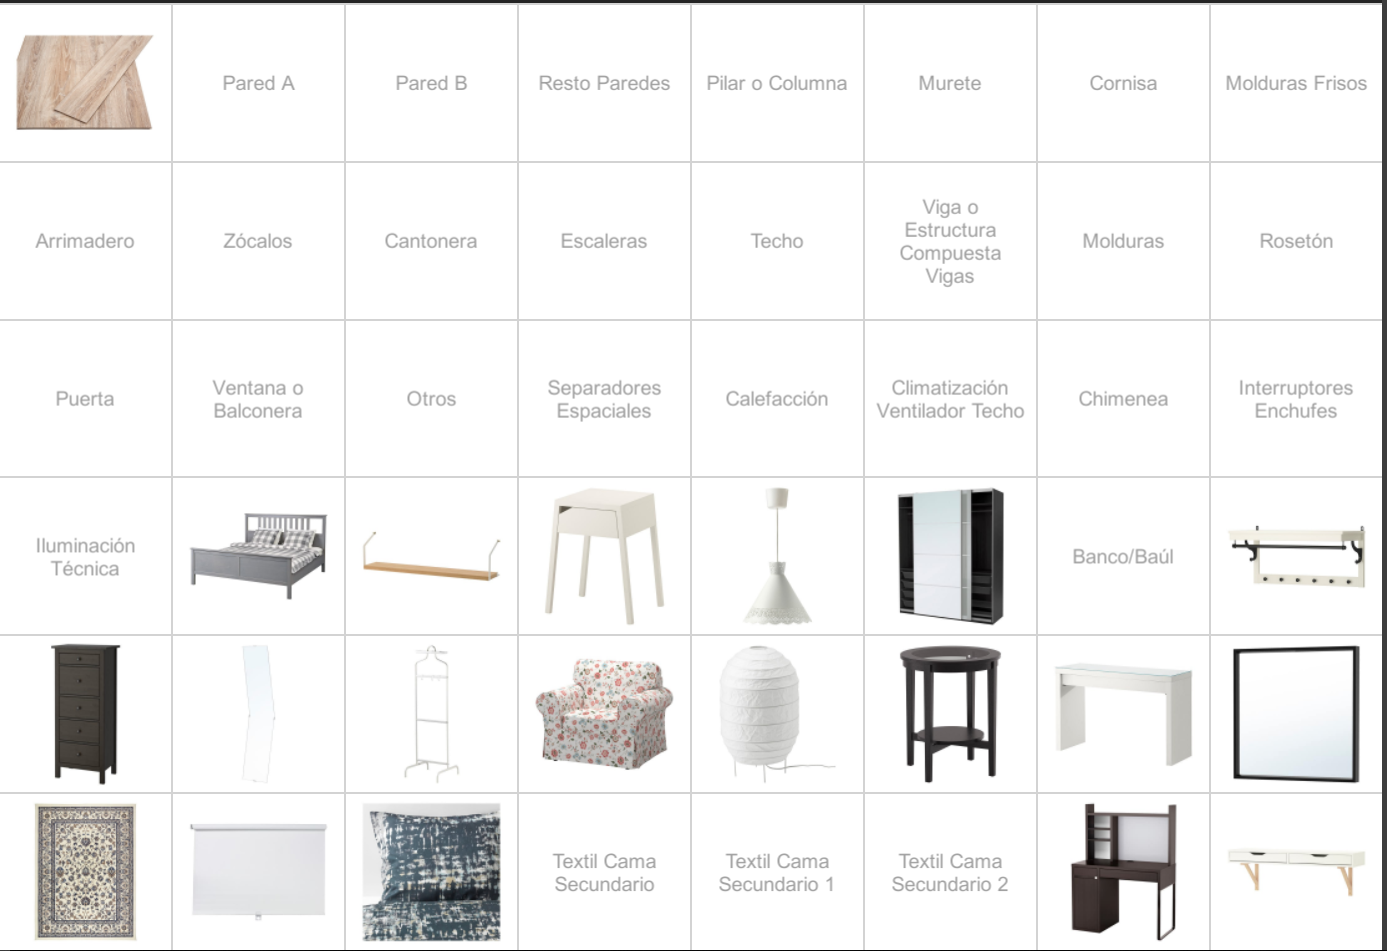 Pared A
Pared B
Resto Paredes
Pilar o Columna
Murete
Cornisa
Molduras Frisos
Arrimadero
Zócalos
Cantonera
Escaleras
Techo
Viga o
Estructura
Compuesta
Vigas
Molduras
Rosetón
Puerta
Ventana o
Balconera
Otros
Separadores
Espaciales
Calefacción
Climatización
Ventilador Techo
Chimenea
Interruptores
Enchufes
Iluminación
Técnica
Banco/Baúl
Textil Cama
Secundario
Textil Cama
Secundario 1
Textil Cama
Secundario 2